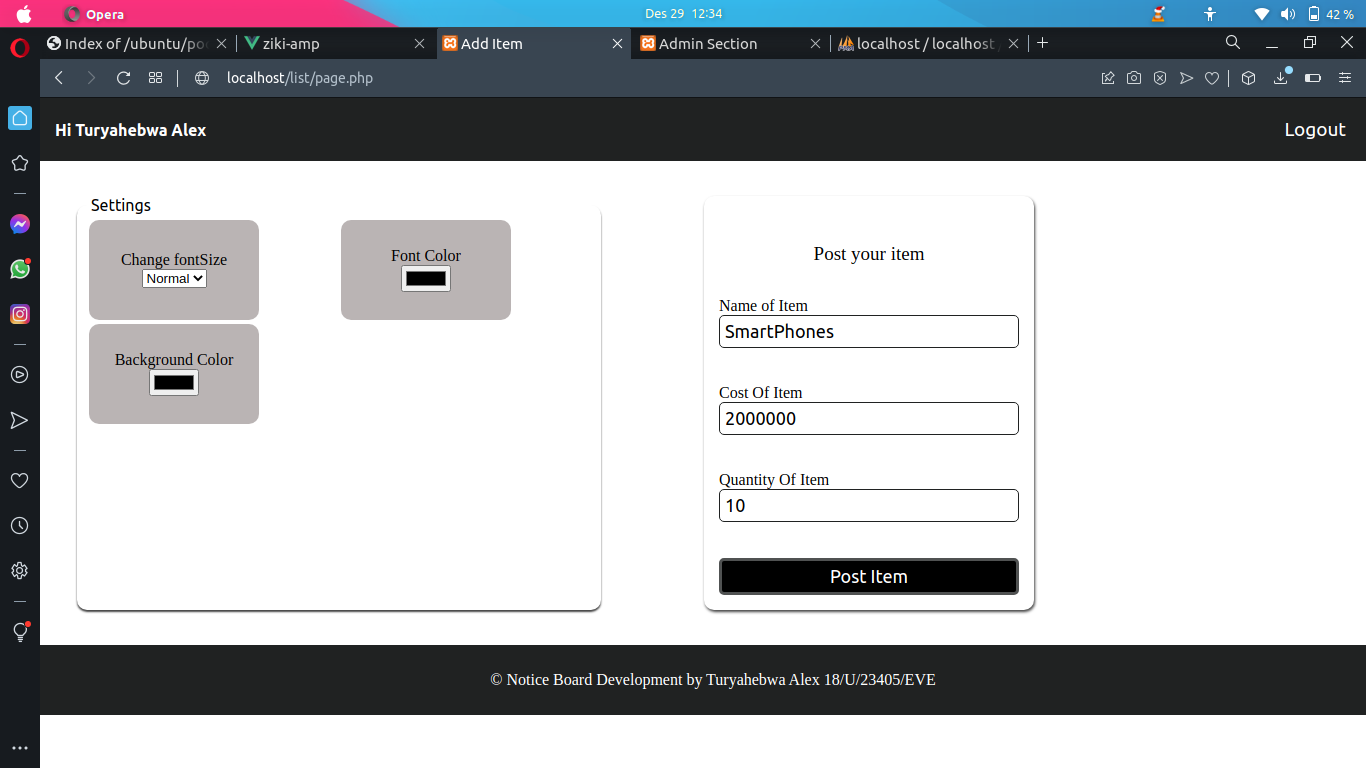 Opera
Des 29 12:34
42 %
Index of /ubuntu/po
ziki-amp
Add Item
Admin Section
localhost / localhost /
localhost/list/page.php
Hi Turyahebwa Alex
Logout
Settings
Change fontSize
Normal
Font Color
Background Color
Post your item
Name of Item
SmartPhones
Cost Of Item
2000000
Quantity Of Item
10
Post Item
© Notice Board Development by Turyahebwa Alex 18/U/23405/EVE